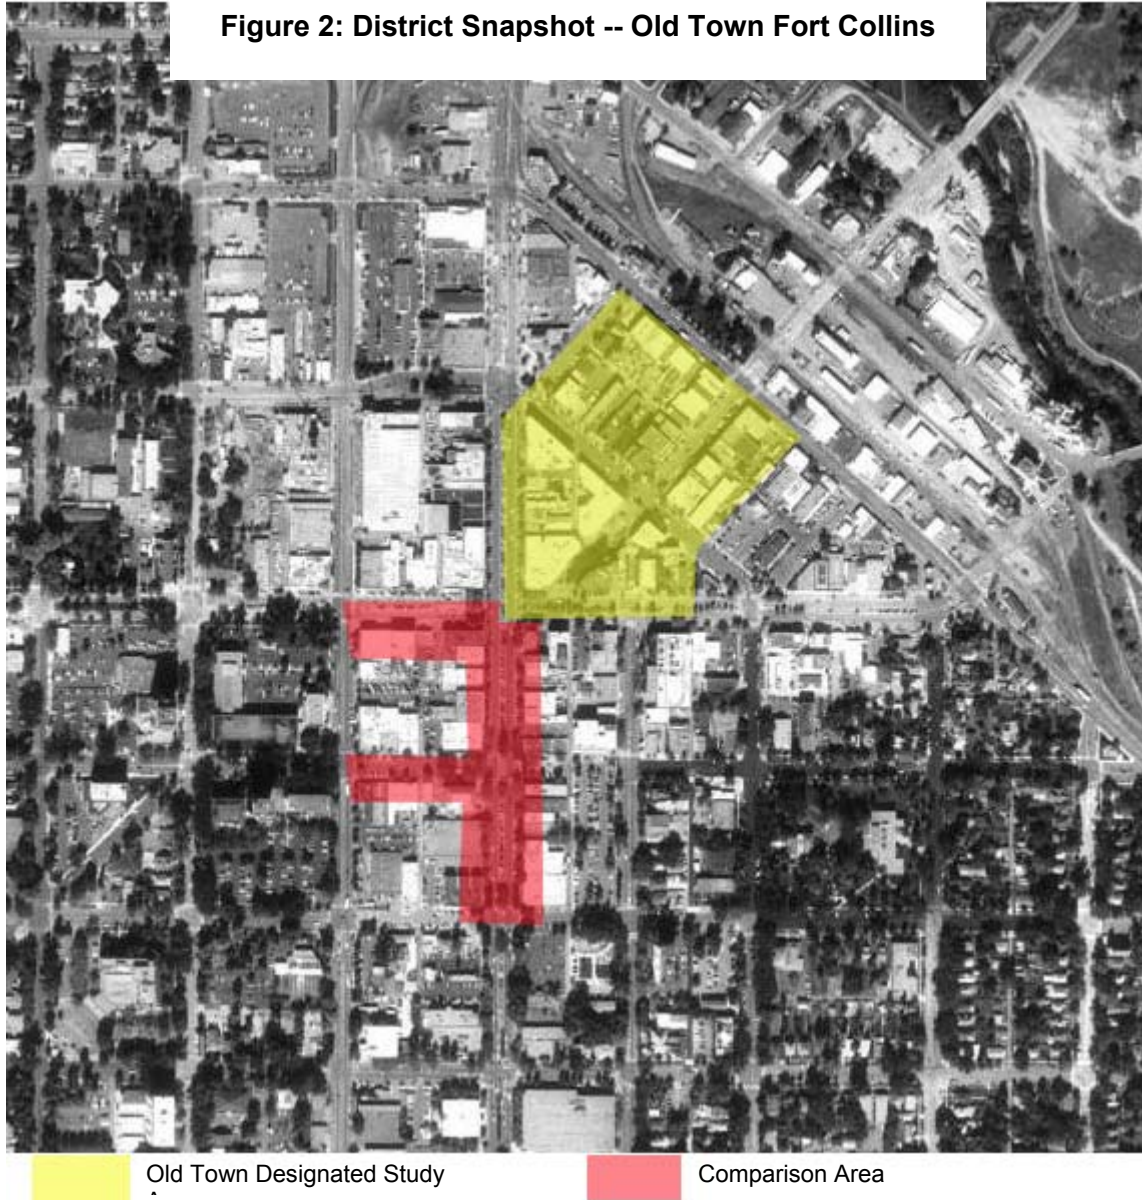 Figure 2: District Snapshot -- Old Town Fort Collins
Old Town Designated Study
Comparison Area